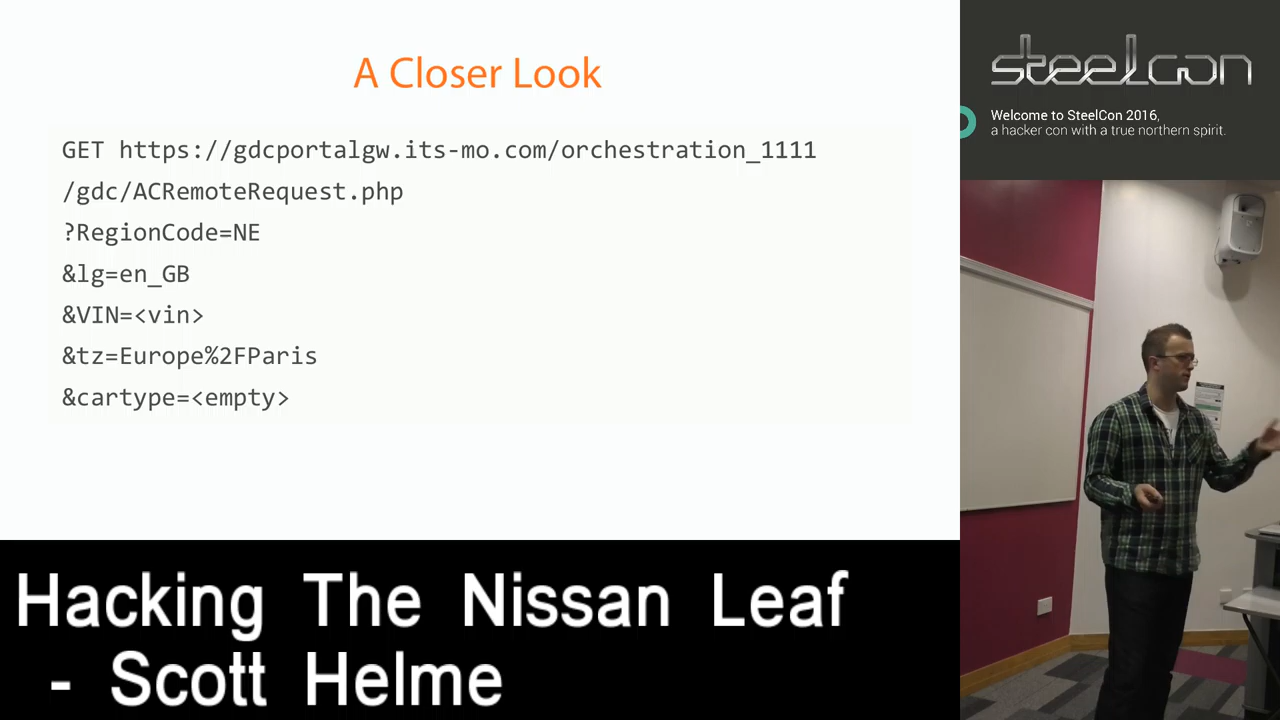 A Closer Look
GET https://gdcportalgw.its-mo.com/orchestration_1111
/gdc/ACRemoteRequest.php
?RegionCode=NE
&lg=en_GB
&VIN=<vin>
&tz=Europe%2FParis
&cartype=<empty>
steelcon
Welcome to SteelCon 2016,
a hacker con with a true northern spirit.
Hacking The Nissan Leaf
- Scott Helme